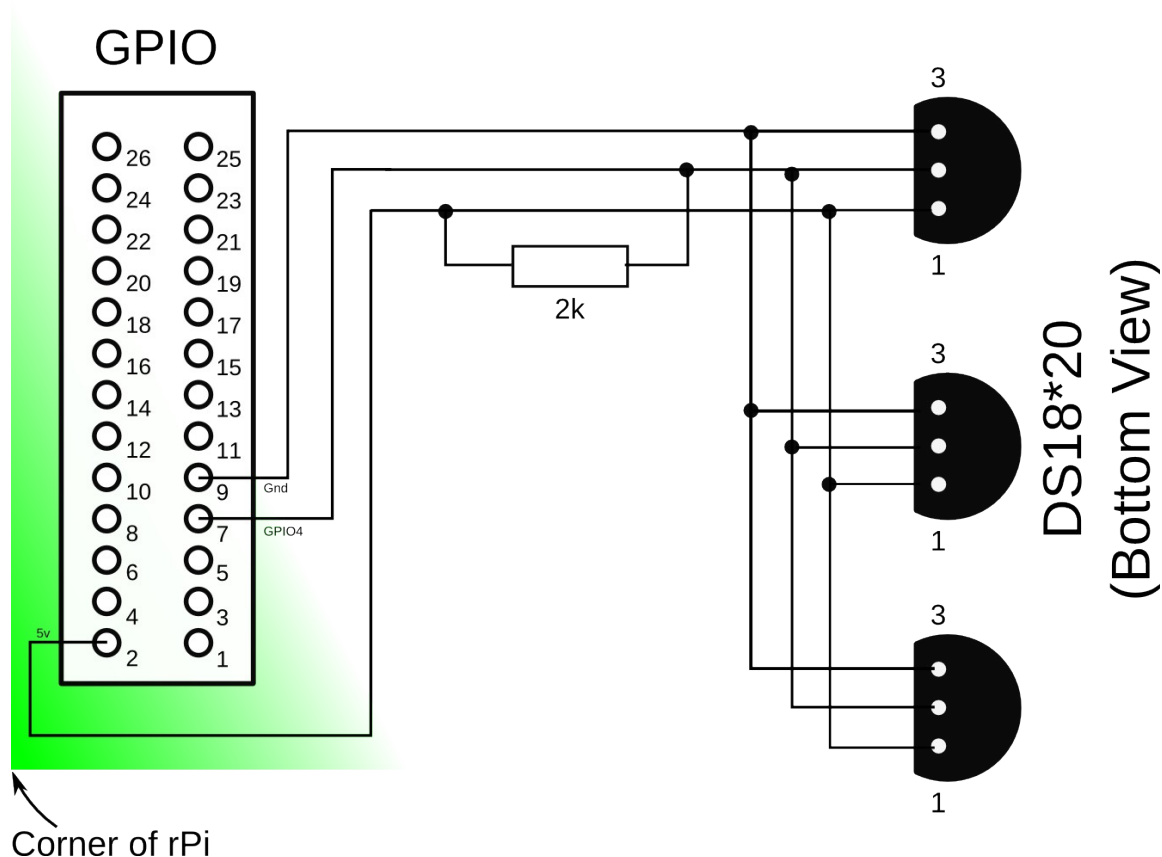 GPIO
26 25
24 23
22 21
20 19
18 17
16 15
14 13
12 11
10 9
Gnd
8 7
GPIO4
6 5
4 3
5v
2 1
Corner of rPi
2k
3
1
3
1
3
1
DS18*20
(Bottom View)